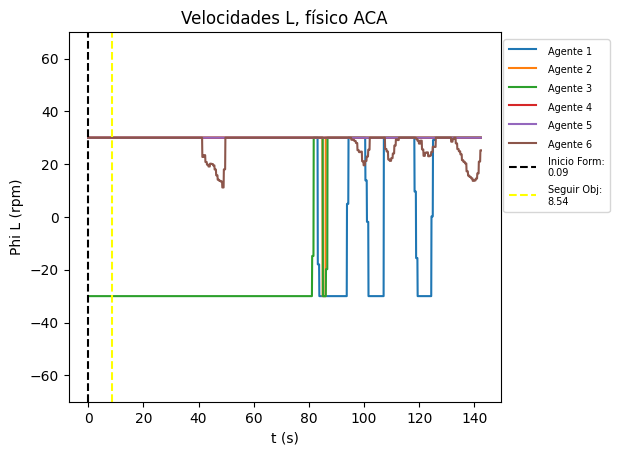 Velocidades L, físico ACA
Phi L (rpm)
60
40
20
0
−20
−40
−60
0 20 40 60 80 100 120 140
t (s)
Agente 1
Agente 2
Agente 3
Agente 4
Agente 5
Agente 6
Inicio Form:
0.09
Seguir Obj:
8.54